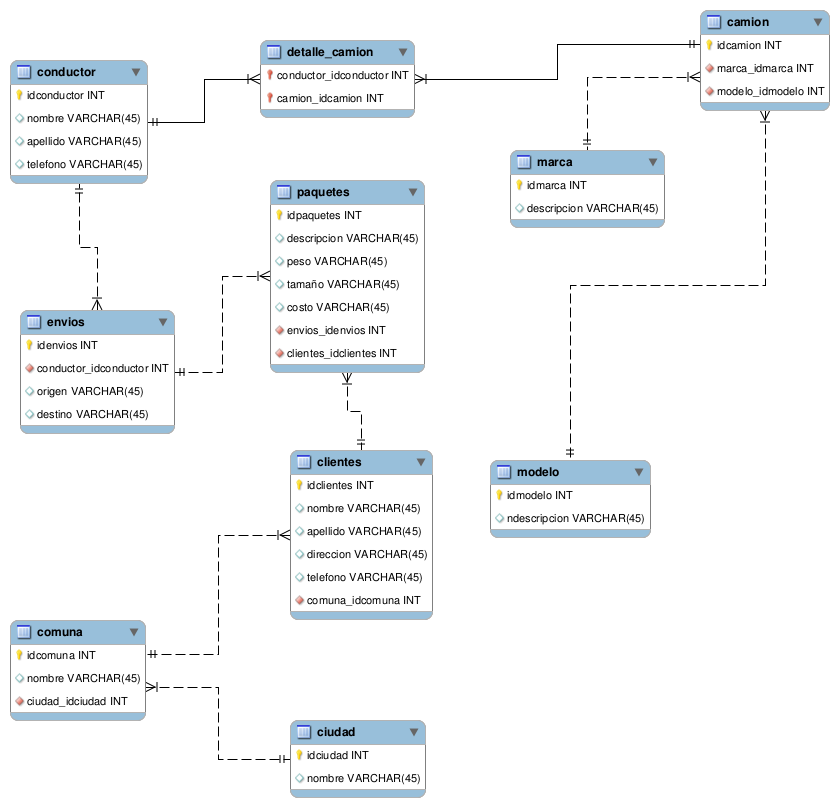 conductor
idconductor INT
nombre VARCHAR(45)
apellido VARCHAR(45)
telefono VARCHAR(45)
detalle_camion
conductor_idconductor INT
camion_idcamion INT
camion
idcamion INT
marca_idmarca INT
modelo_idmodelo INT
marca
idmarca INT
descripcion VARCHAR(45)
paquetes
idpaquetes INT
descripcion VARCHAR(45)
peso VARCHAR(45)
tamaño VARCHAR(45)
costo VARCHAR(45)
envios_idenvios INT
clientes_idclientes INT
envios
idenvios INT
conductor_idconductor INT
origen VARCHAR(45)
destino VARCHAR(45)
clientes
idclientes INT
nombre VARCHAR(45)
apellido VARCHAR(45)
direccion VARCHAR(45)
telefono VARCHAR(45)
comuna_idcomuna INT
modelo
idmodelo INT
ndescripcion VARCHAR(45)
comuna
idcomuna INT
nombre VARCHAR(45)
ciudad_idciudad INT
ciudad
idciudad INT
nombre VARCHAR(45)